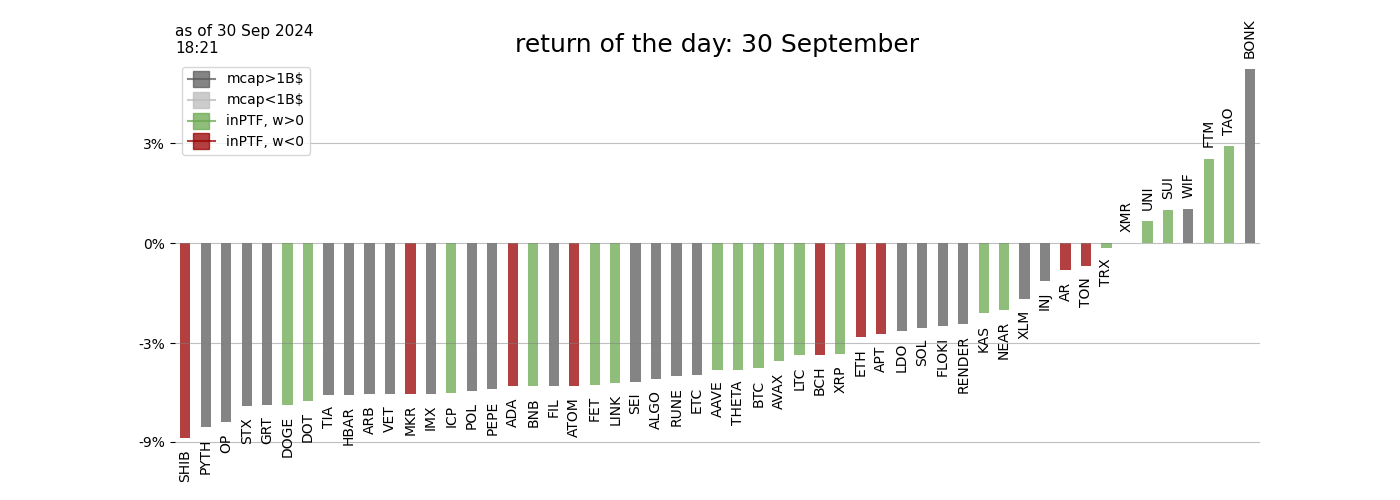 as of 30 Sep 2024
18:21
return of the day: 30 September
mcap>1B$
mcap<1B$
inPTF, w>0
inPTF, w<0
3%
0%
-3%
-9%
SHIB
PYTH
OP
STX
GRT
DOGE
DOT
TIA
HBAR
ARB
VET
MKR
IMX
ICP
POL
PEPE
ADA
BNB
FIL
ATOM
FET
LINK
SEI
ALGO
RUNE
ETC
AAVE
THETA
BTC
AVAX
LTC
BCH
XRP
ETH
APT
LDO
SOL
FLOKI
RENDER
KAS
NEAR
XLM
INJ
AR
TON
TRX
XMR
UNI
SUI
WIF
FTM
TAO
BONK